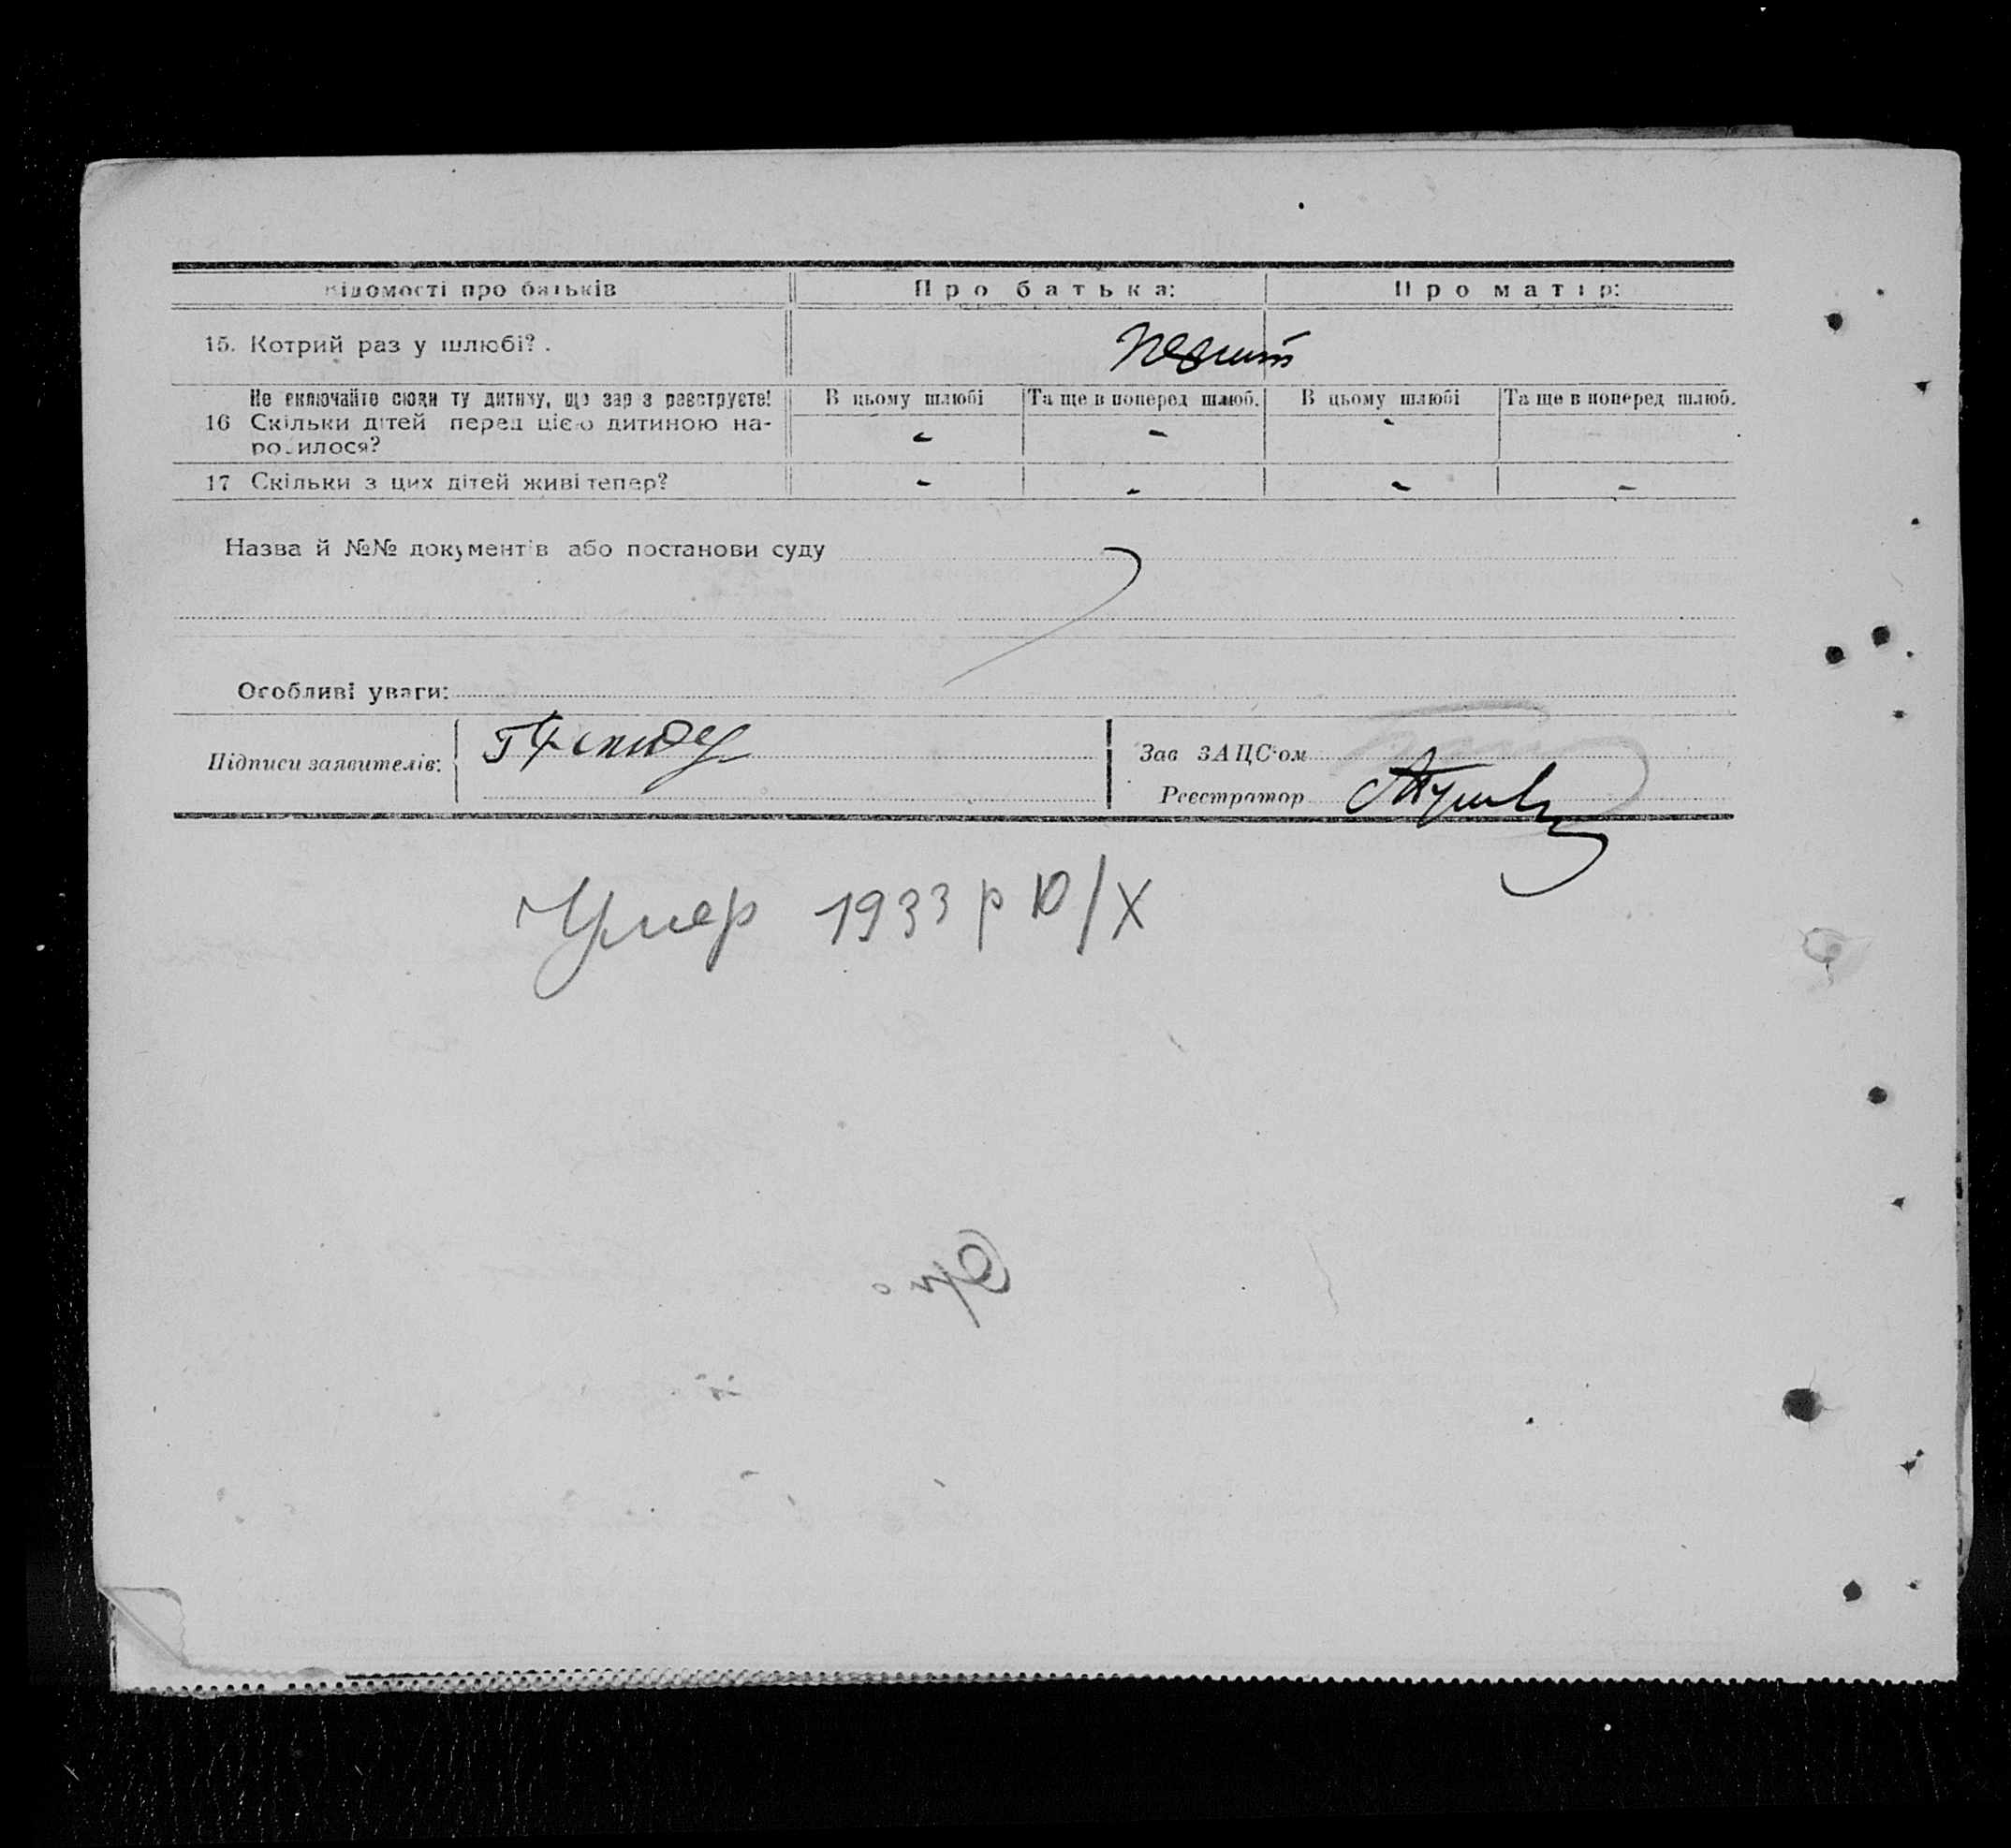 Відомості про батьків Про батька: Про матір:
15. Котрий раз у шлюбі? .
Не включайте сюди ту дитину, що зар з реєструєте! В цьому шлюбі Та ще в поперед шлюб. В цьому шлюбі Та ще в поперед шлюб.
16 Скільки дітей перед цією дитиною на- - - -
родилося?
17 Скільки з цих дітей живі тепер? - - - -
Назва й №№ документів або постанови суду
Особливі уваги:
Підписи заявителів: Зав ЗАЦС'ом
Реєстратор
Умер 1933 р 10/X